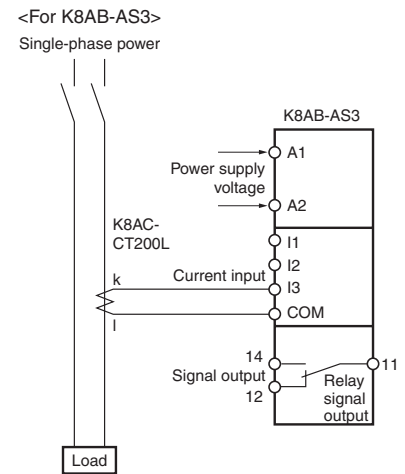 <For K8AB-AS3>
Single-phase power
K8AB-AS3
A1
Power supply
voltage
A2
K8AC-
CT200L
I1
I2
k
Current input
I3
l
COM
14
11
Signal output
12
Relay
signal
output
Load